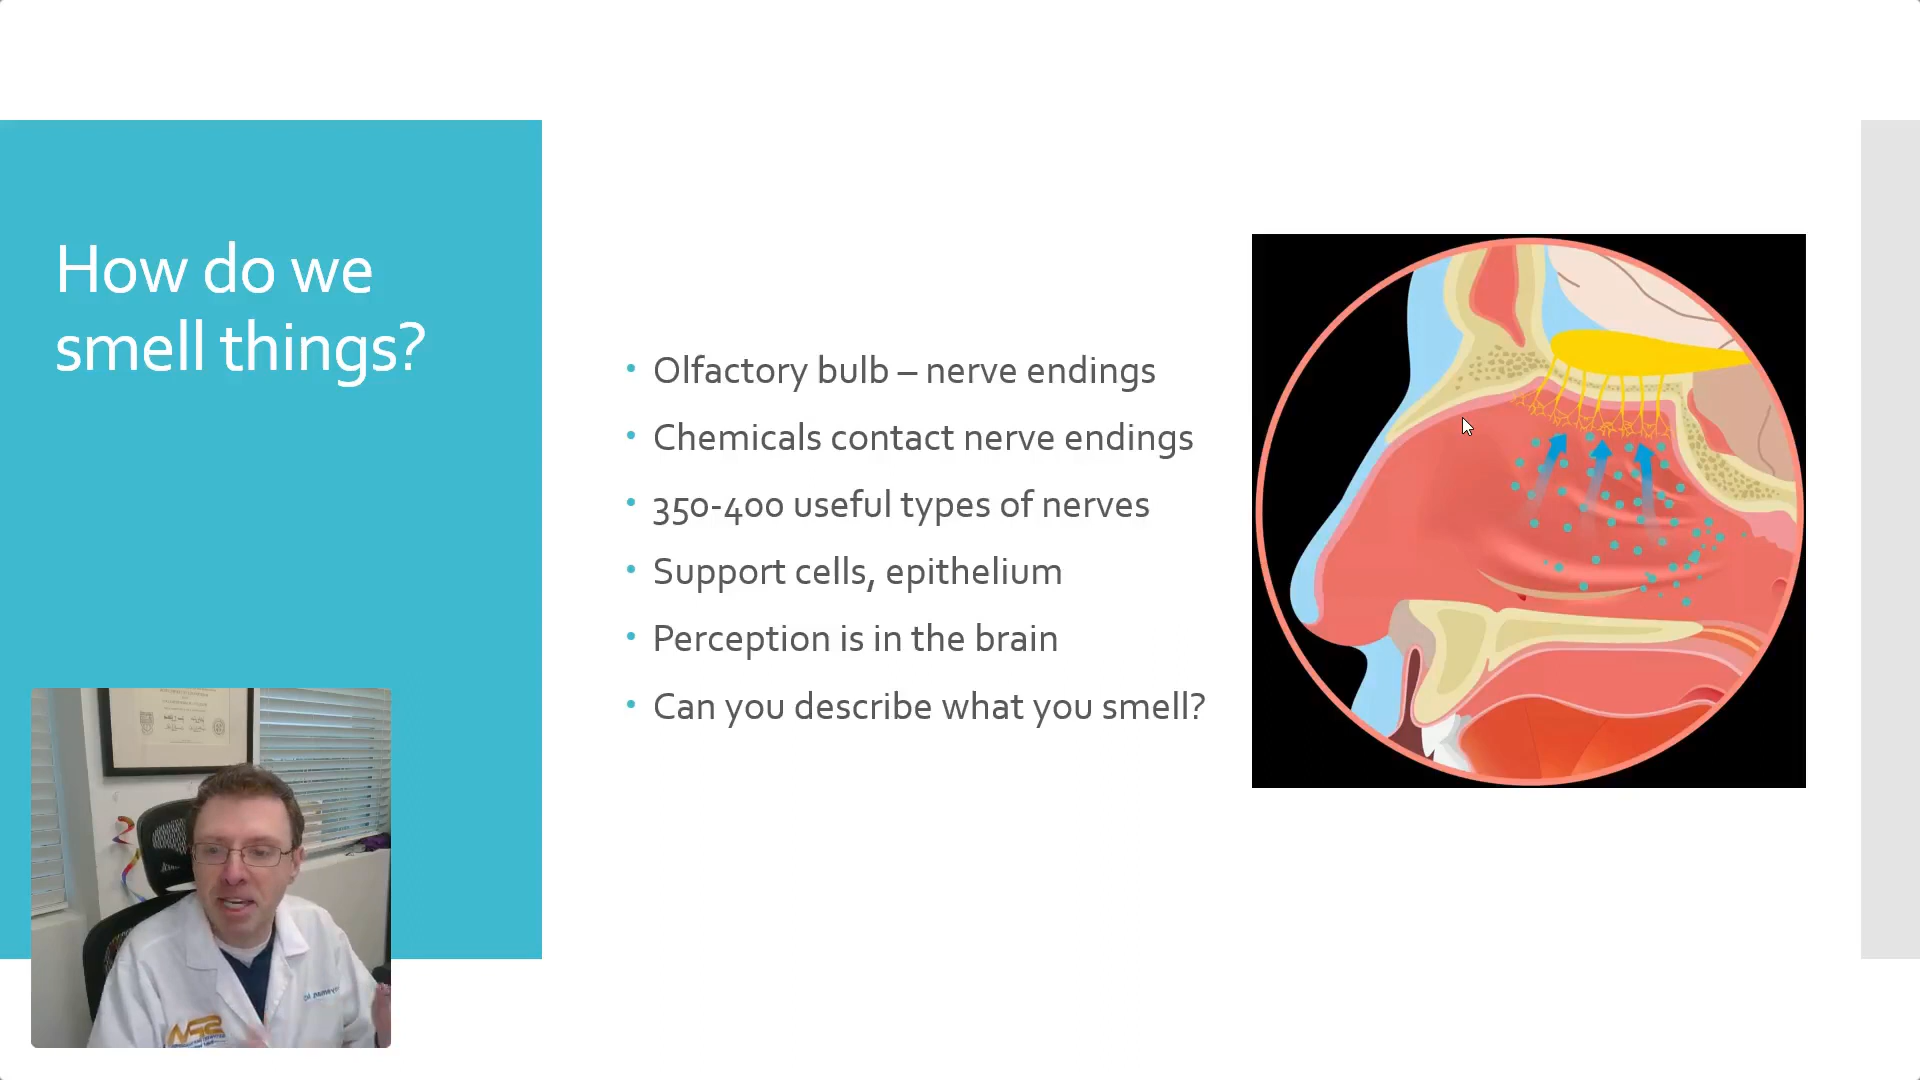 How do we
smell things?
• Olfactory bulb – nerve endings
• Chemicals contact nerve endings
• 350-400 useful types of nerves
• Support cells, epithelium
• Perception is in the brain
• Can you describe what you smell?